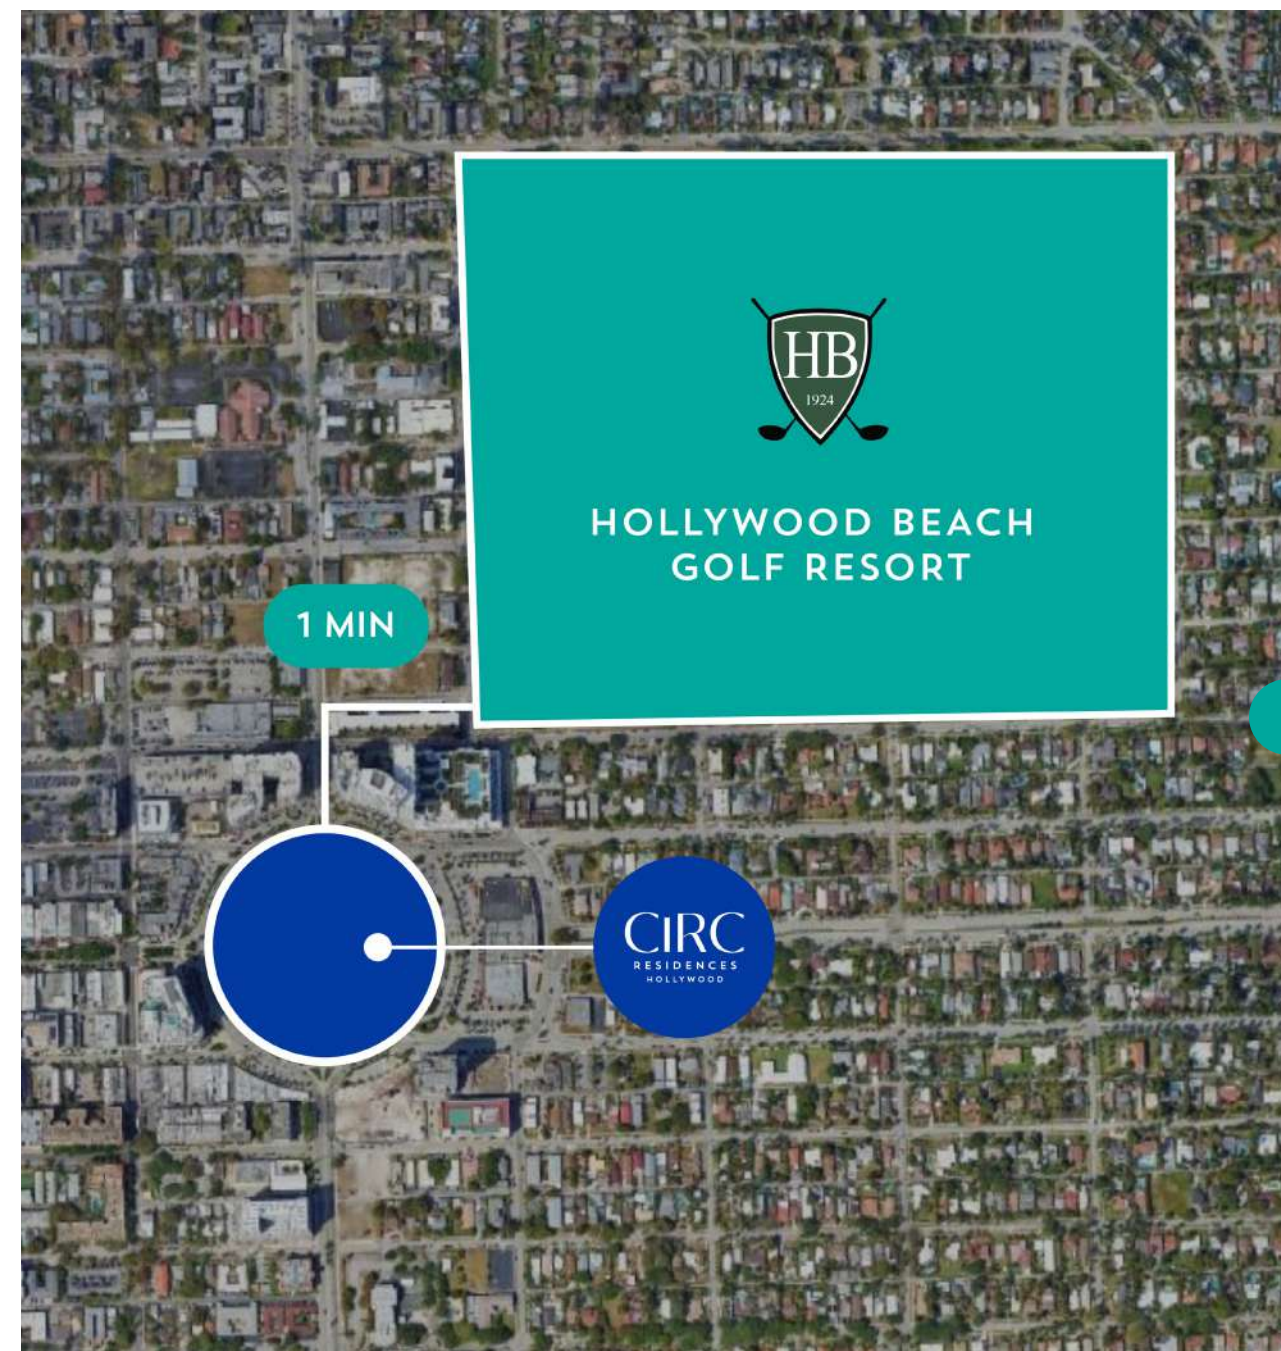 HB
1924
HOLLYWOOD BEACH
GOLF RESORT
1 MIN
CIRC
RESIDENCES
HOLLYWOOD